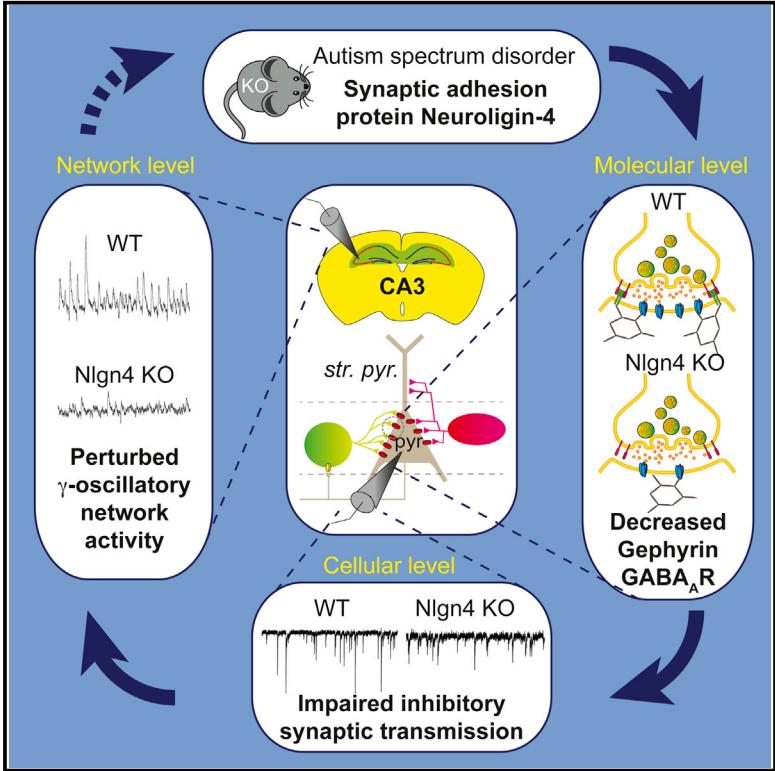 KO
Autism spectrum disorder
Synaptic adhesion
protein Neuroligin-4
Network level
WT
Nlgn4 KO
Perturbed
γ-oscillatory
network
activity
CA3
str. pyr.
pyr
Molecular level
WT
Nlgn4 KO
Decreased
Gephyrin
GABA_AR
Cellular level
WT
Nlgn4 KO
Impaired inhibitory
synaptic transmission